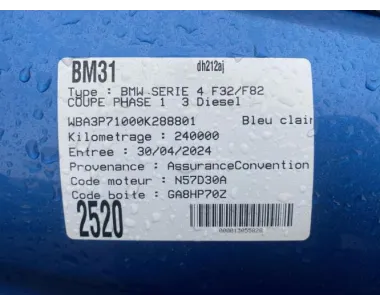 BM31 dh212aj
Type : BMW SERIE 4 F32/F82
COUPE PHASE 1 3 Diesel
WBA3P71000K288801 Bleu clair
Kilometrage : 240000
Entree : 30/04/2024
Provenance : AssuranceConvention
Code moteur : N57D30A
Code boite : GA8HP70Z
2520